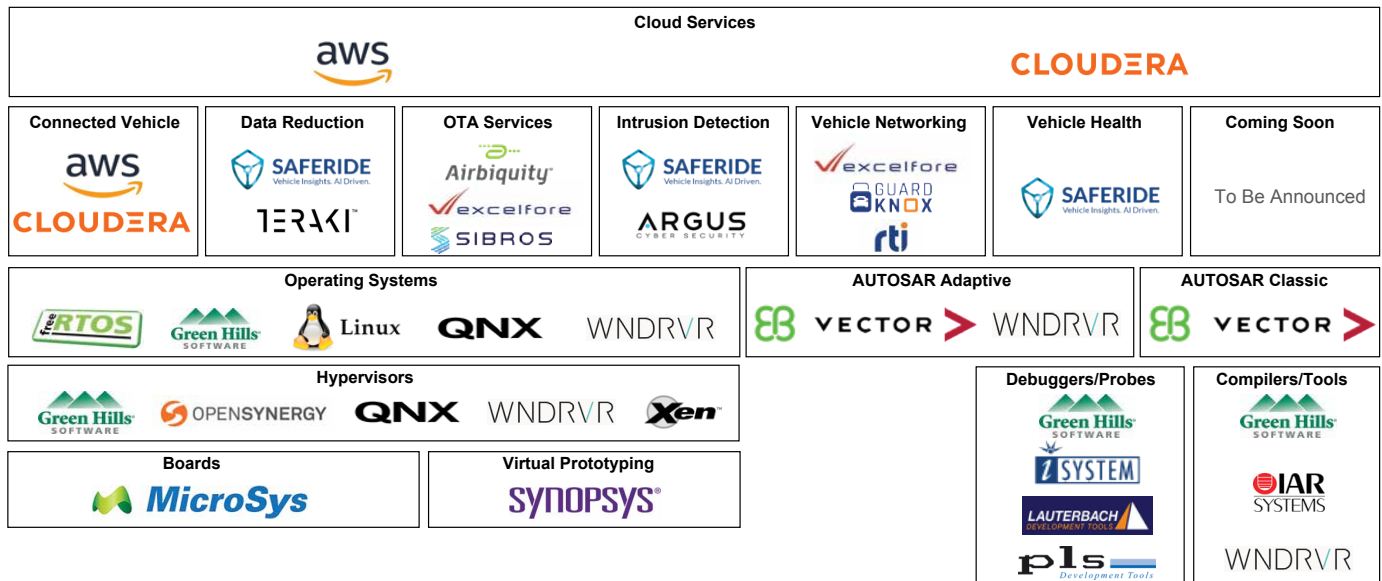 Cloud Services
aws
CLOUDERA
Connected Vehicle
aws
CLOUDERA
Data Reduction
SAFERIDE
Vehicle Insights. AI Driven.
TERAKI™
OTA Services
Airbiquity
excelfore
SIBROS
Intrusion Detection
SAFERIDE
Vehicle Insights. AI Driven.
ARGUS
CYBER SECURITY
Vehicle Networking
excelfore
GUARD
KNOX
rti
Vehicle Health
SAFERIDE
Vehicle Insights. AI Driven.
Coming Soon
To Be Announced
Operating Systems
free RTOS
Green Hills
SOFTWARE
Linux
QNX
WNDRVR
AUTOSAR Adaptive
EB
VECTOR
WNDRVR
AUTOSAR Classic
EB
VECTOR
Hypervisors
Green Hills
SOFTWARE
OPENSYNERGY
QNX
WNDRVR
Xen™
Boards
MicroSys
Virtual Prototyping
SYNOPSYS®
Debuggers/Probes
Green Hills
SOFTWARE
iSYSTEM
LAUTERBACH
DEVELOPMENT TOOLS
pls
Development Tools
Compilers/Tools
Green Hills
SOFTWARE
IAR
SYSTEMS
WNDRVR